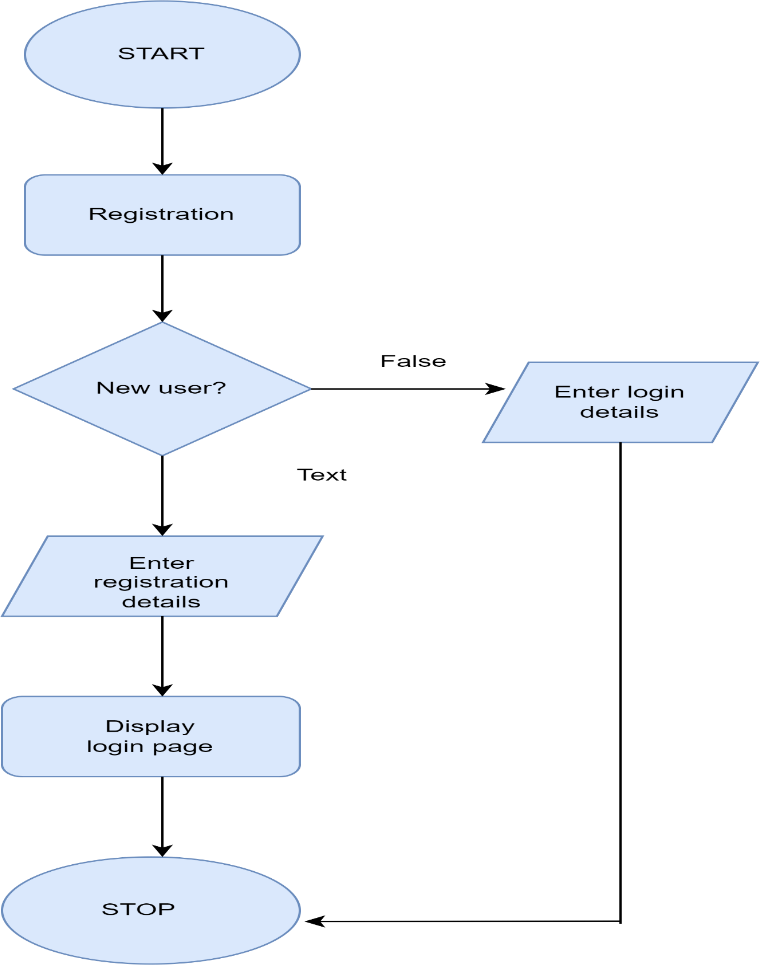 START
Registration
New user?
False
Enter login
details
Text
Enter
registration
details
Display
login page
STOP